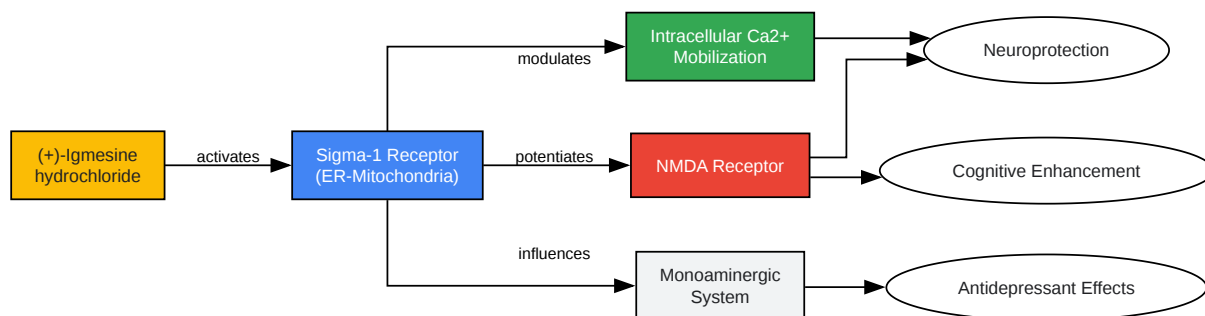 Intracellular Ca2+
Mobilization
Neuroprotection
modulates
(+)-Igmesine
hydrochloride
activates
Sigma-1 Receptor
(ER-Mitochondria)
potentiates
NMDA Receptor
Cognitive Enhancement
influences
Monoaminergic
System
Antidepressant Effects